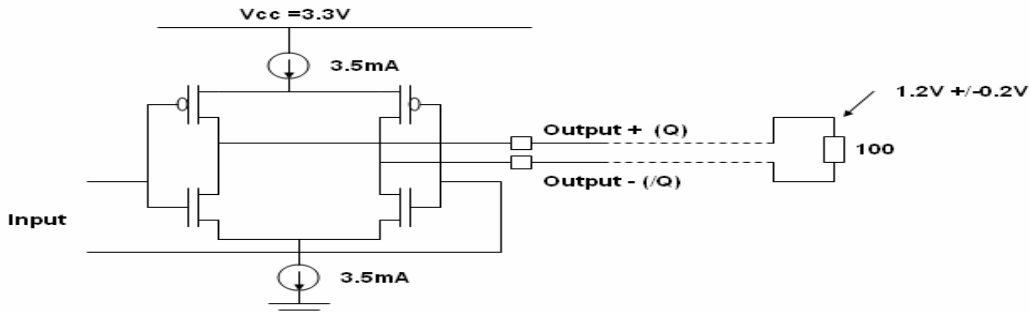 Vcc =3.3V
3.5mA
1.2V +/-0.2V
Output + (Q)
100
Output - (/Q)
Input
3.5mA